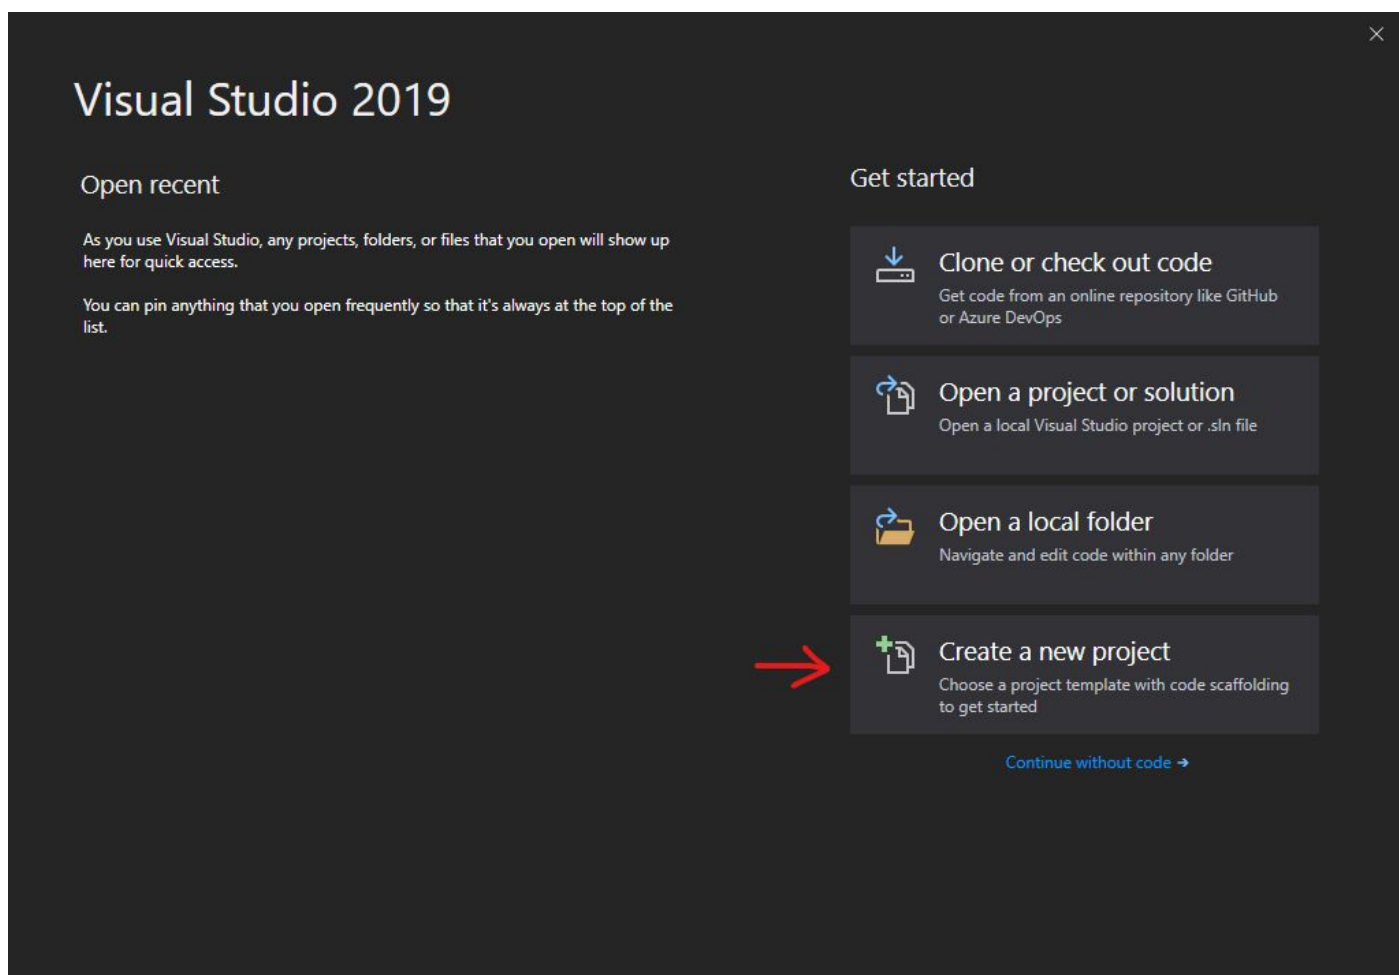 Visual Studio 2019
Open recent
As you use Visual Studio, any projects, folders, or files that you open will show up
here for quick access.
You can pin anything that you open frequently so that it's always at the top of the
list.
Get started
Clone or check out code
Get code from an online repository like GitHub
or Azure DevOps
Open a project or solution
Open a local Visual Studio project or .sln file
Open a local folder
Navigate and edit code within any folder
Create a new project
Choose a project template with code scaffolding
to get started
Continue without code →